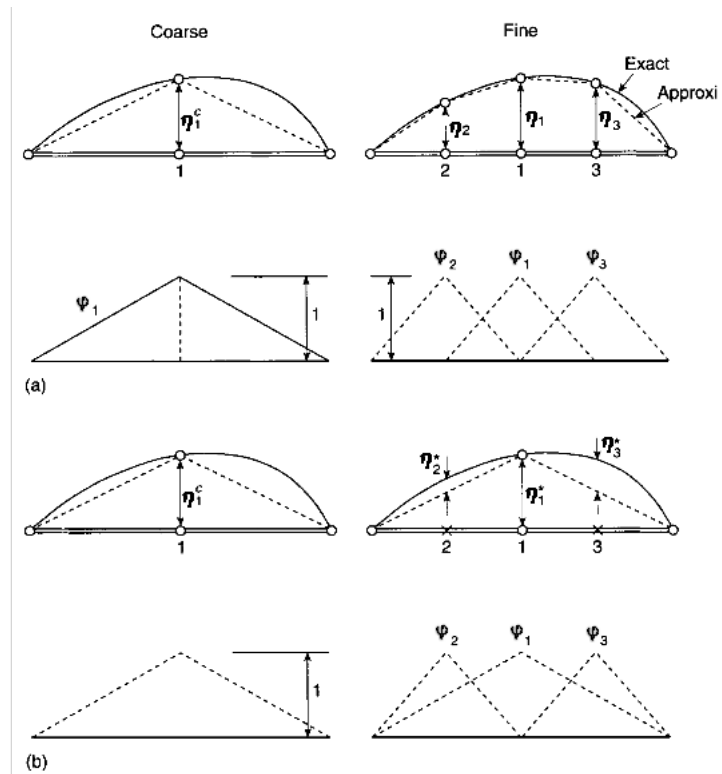 Coarse
Fine
Exact
Approxi
η₁ᶜ
η₂
η₁
η₃
1
2
1
3
φ₁
1
1
φ₂
φ₁
φ₃
(a)
η₁ᶜ
η₂*
η₁*
η₃*
1
2
1
3
1
φ₂
φ₁
φ₃
(b)